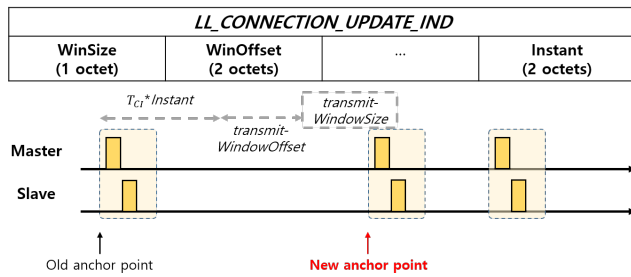 LL_CONNECTION_UPDATE_IND
WinSize
(1 octet)
WinOffset
(2 octets)
...
Instant
(2 octets)
T_CI*Instant
transmit-
WindowOffset
transmit-
WindowSize
Master
Slave
Old anchor point
New anchor point